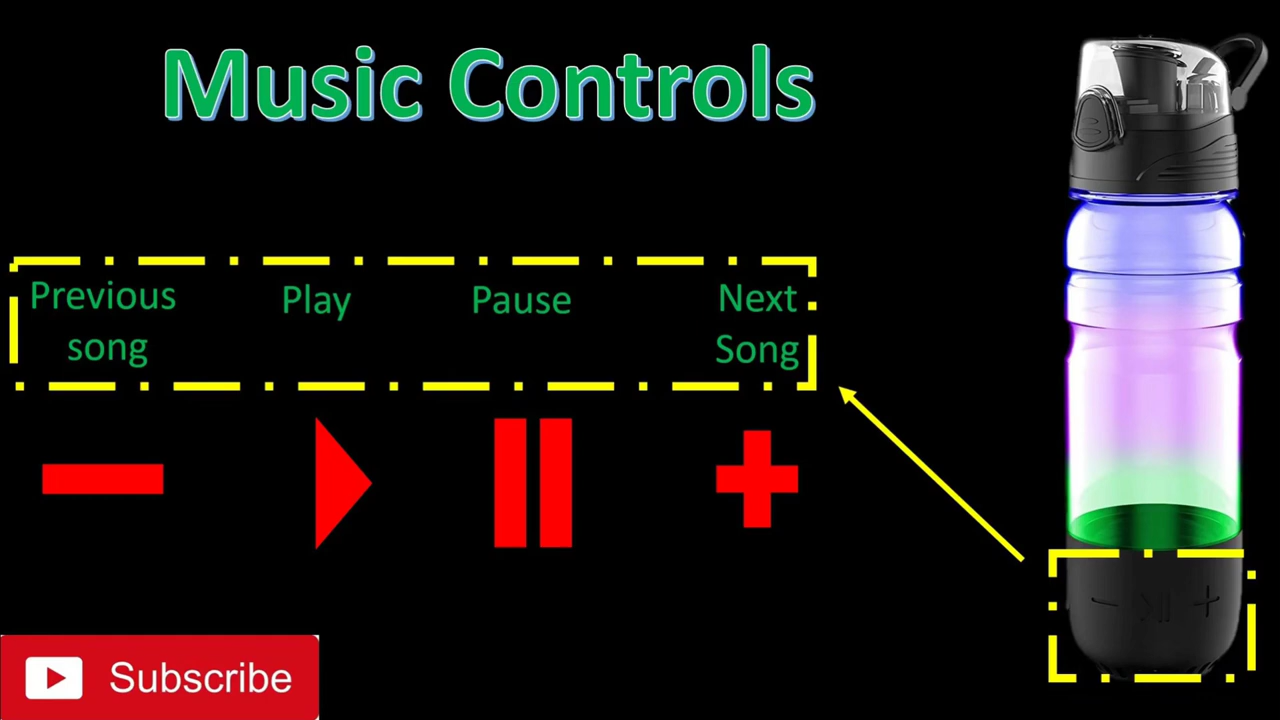 Music Controls
Previous song
Play
Pause
Next Song
Subscribe